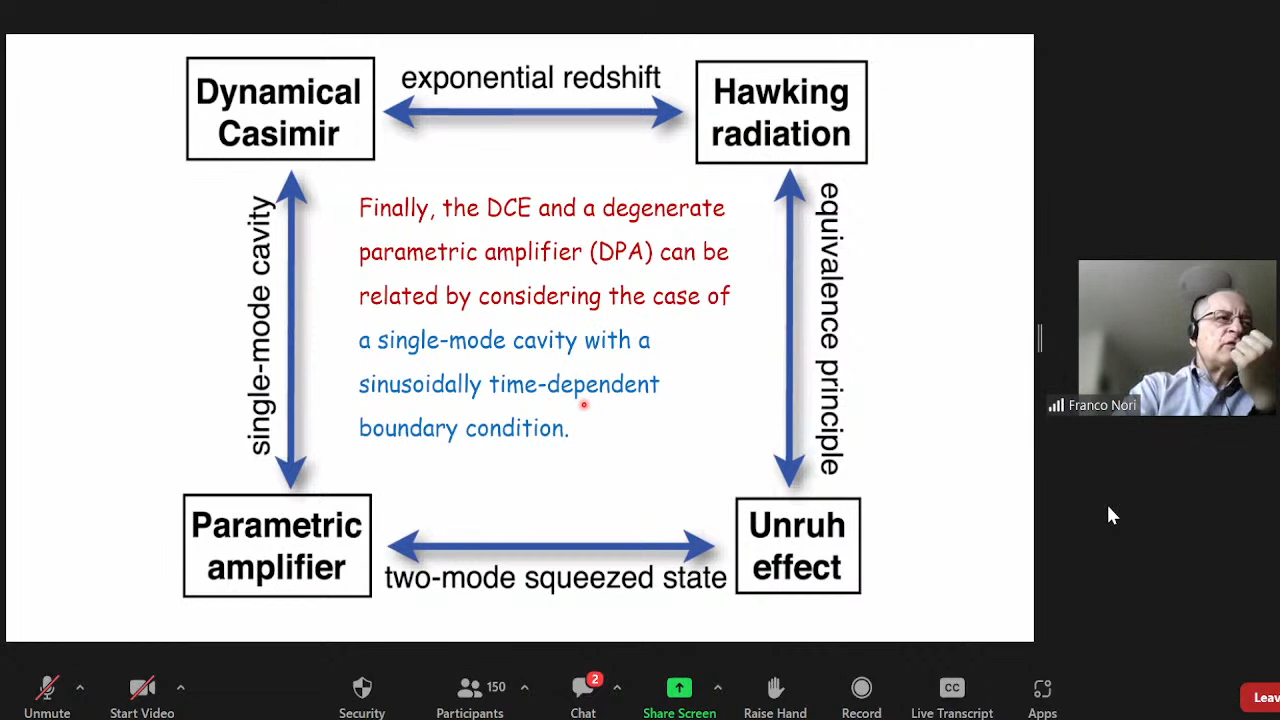 Dynamical
Casimir
exponential redshift
Hawking
radiation
single-mode cavity
Finally, the DCE and a degenerate
parametric amplifier (DPA) can be
related by considering the case of
a single-mode cavity with a
sinusoidally time-dependent
boundary condition.
equivalence principle
Parametric
amplifier
two-mode squeezed state
Unruh
effect
Franco Nori
Unmute
Start Video
Security
150
Participants
2
Chat
Share Screen
Raise Hand
Record
CC
Live Transcript
Apps
Leav